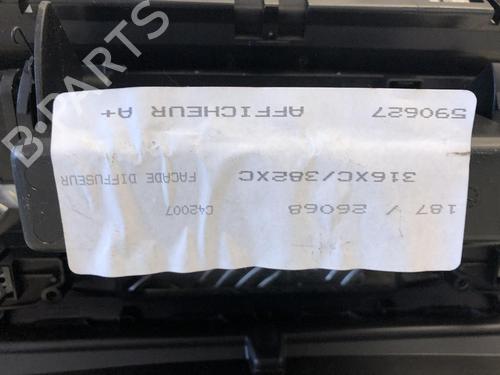 187 / 26068 C42007
316XC/382XC FACADE DIFFUSEUR
590627 AFFICHEUR A+
B-PARTS